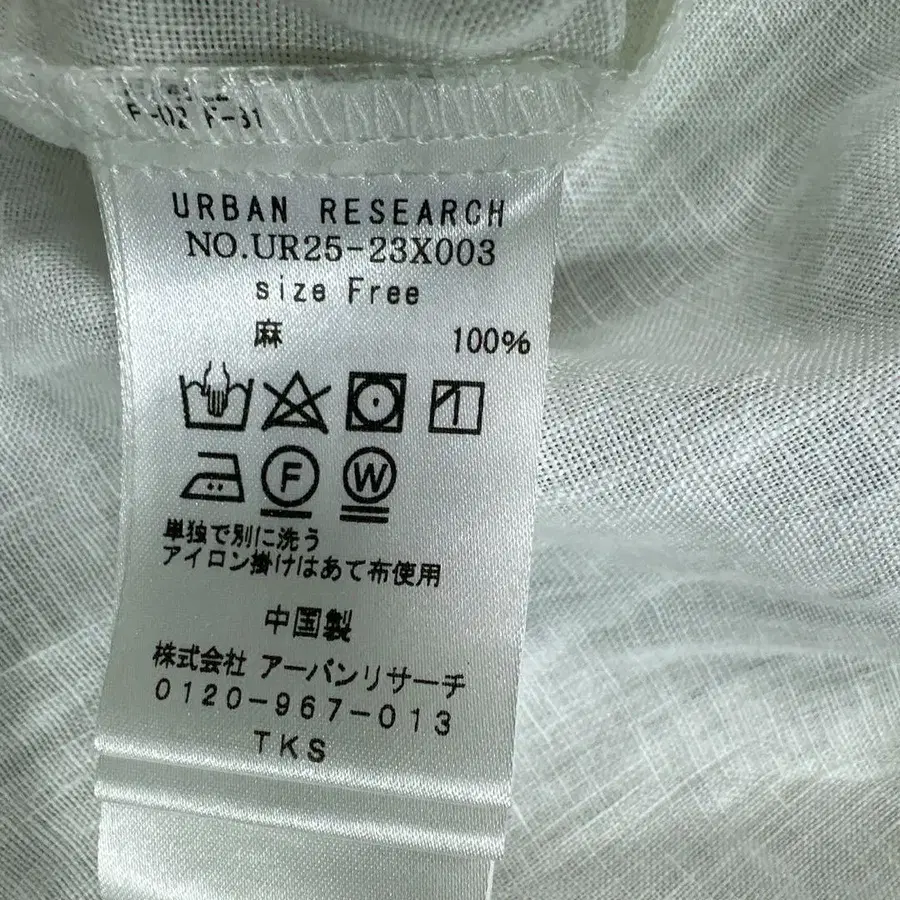 F-02 F-31
URBAN RESEARCH
NO.UR25-23X003
size Free
麻 100%
F W
単独で別に洗う
アイロン掛けはあて布使用
中国製
株式会社 アーバンリサーチ
0120-967-013
TKS